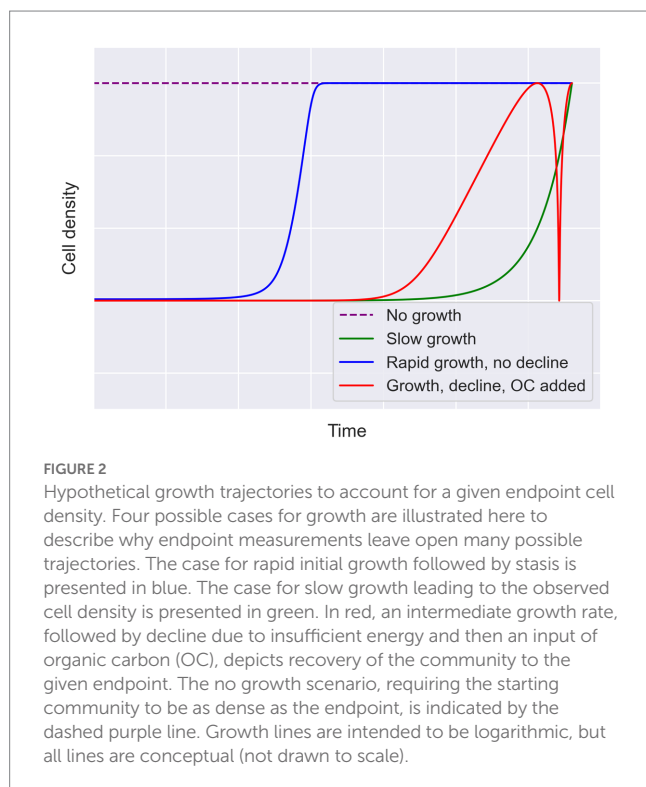 Cell density
No growth
Slow growth
Rapid growth, no decline
Growth, decline, OC added
Time
FIGURE 2
Hypothetical growth trajectories to account for a given endpoint cell
density. Four possible cases for growth are illustrated here to
describe why endpoint measurements leave open many possible
trajectories. The case for rapid initial growth followed by stasis is
presented in blue. The case for slow growth leading to the observed
cell density is presented in green. In red, an intermediate growth rate,
followed by decline due to insufficient energy and then an input of
organic carbon (OC), depicts recovery of the community to the
given endpoint. The no growth scenario, requiring the starting
community to be as dense as the endpoint, is indicated by the
dashed purple line. Growth lines are intended to be logarithmic, but
all lines are conceptual (not drawn to scale).